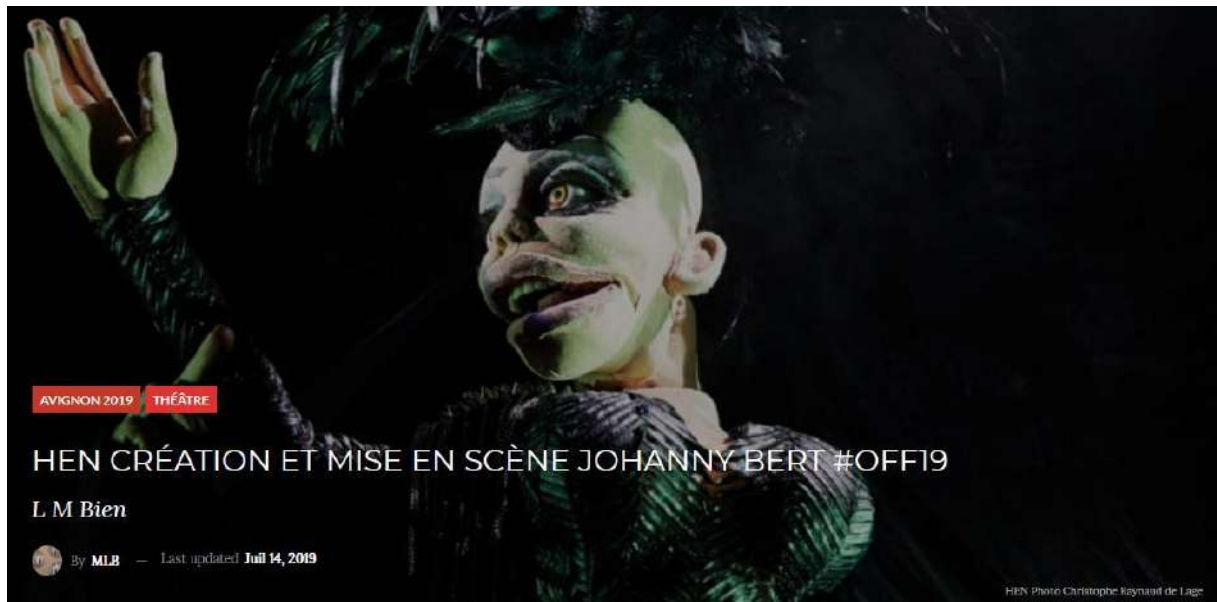 AVIGNON 2019 THÉÂTRE
HEN CRÉATION ET MISE EN SCÈNE JOHANNY BERT #OFF19
L M Bien
By MLB — Last updated Juil 14, 2019
HEN Photo Christophe Raynaud de Lage